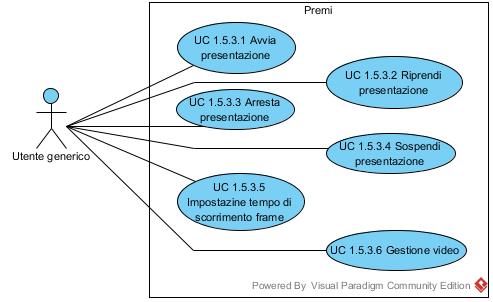 Premi
UC 1.5.3.1 Avvia
presentazione
UC 1.5.3.2 Riprendi
presentazione
UC 1.5.3.3 Arresta
presentazione
Utente generico
UC 1.5.3.4 Sospendi
presentazione
UC 1.5.3.5
Impostazine tempo di
scorrimento frame
UC 1.5.3.6 Gestione video
Powered By Visual Paradigm Community Edition